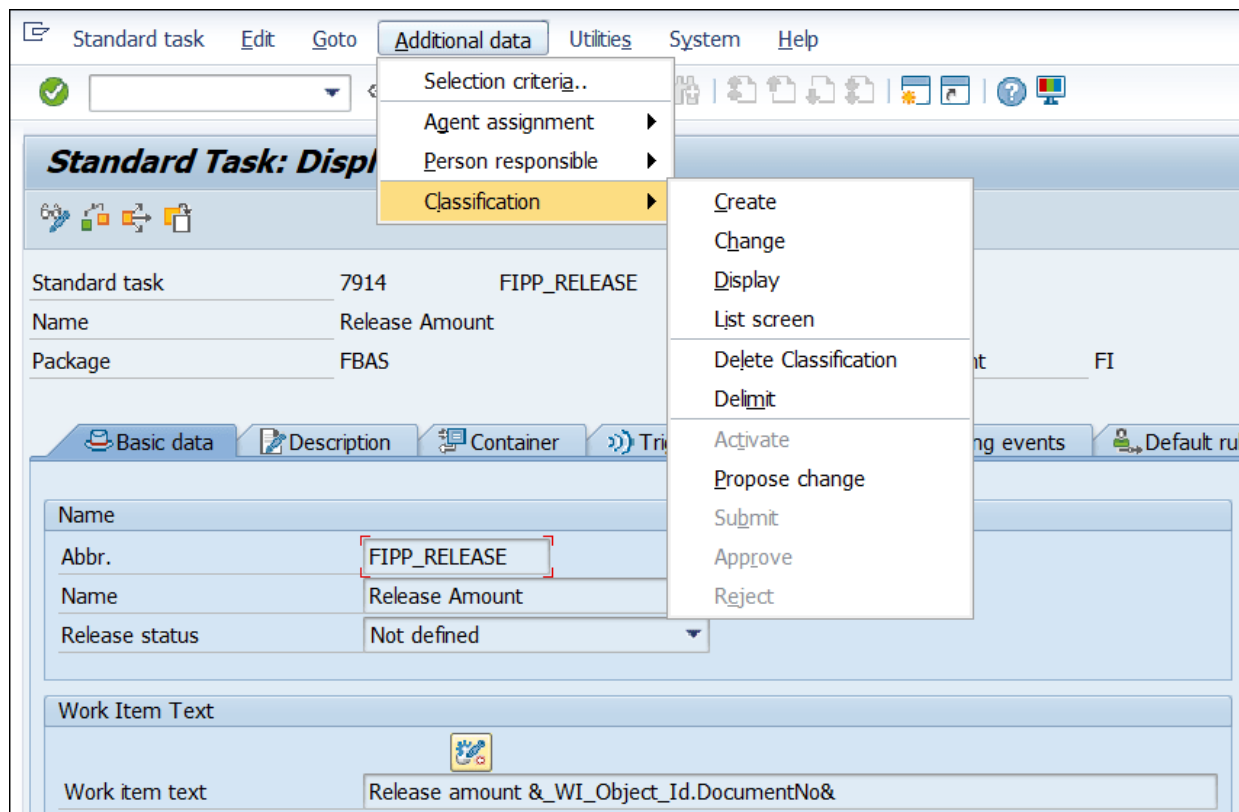 Standard task Edit Goto Additional data Utilities System Help
Selection criteria..
Agent assignment
Person responsible
Classification
Create
Change
Display
List screen
Delete Classification
Delimit
Activate
Propose change
Submit
Approve
Reject
Standard Task: Displ
Standard task 7914 FIPP_RELEASE
Name Release Amount
Package FBAS FI
Basic data Description Container Tri ng events Default ru
Name
Abbr. FIPP_RELEASE
Name Release Amount
Release status Not defined
Work Item Text
Work item text Release amount &_WI_Object_Id.DocumentNo&